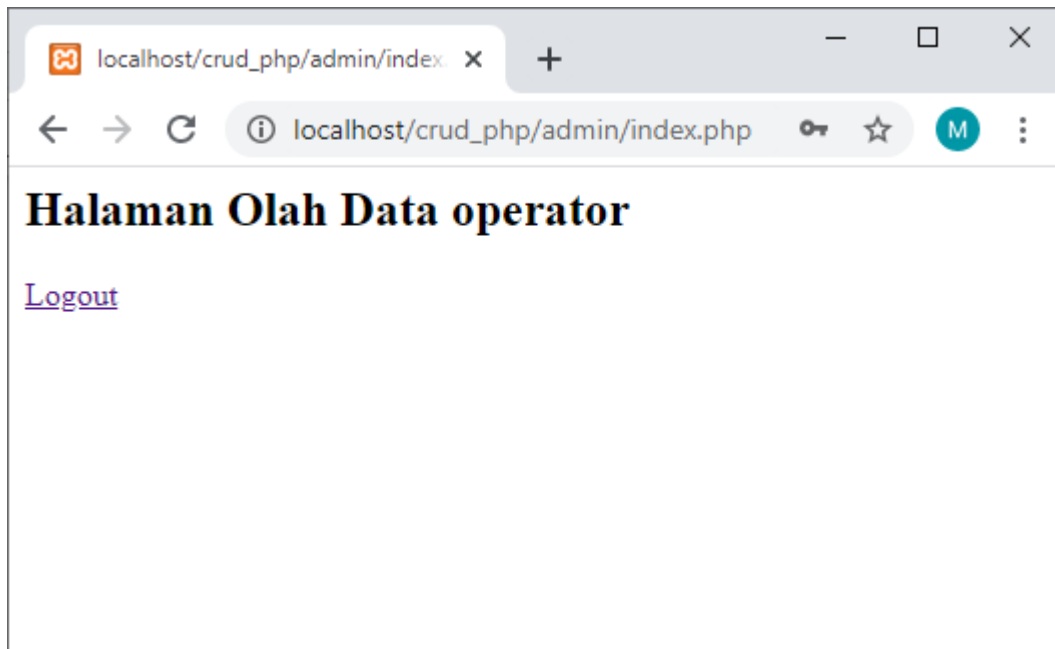 localhost/crud_php/admin/index.
localhost/crud_php/admin/index.php
M
Halaman Olah Data operator
Logout